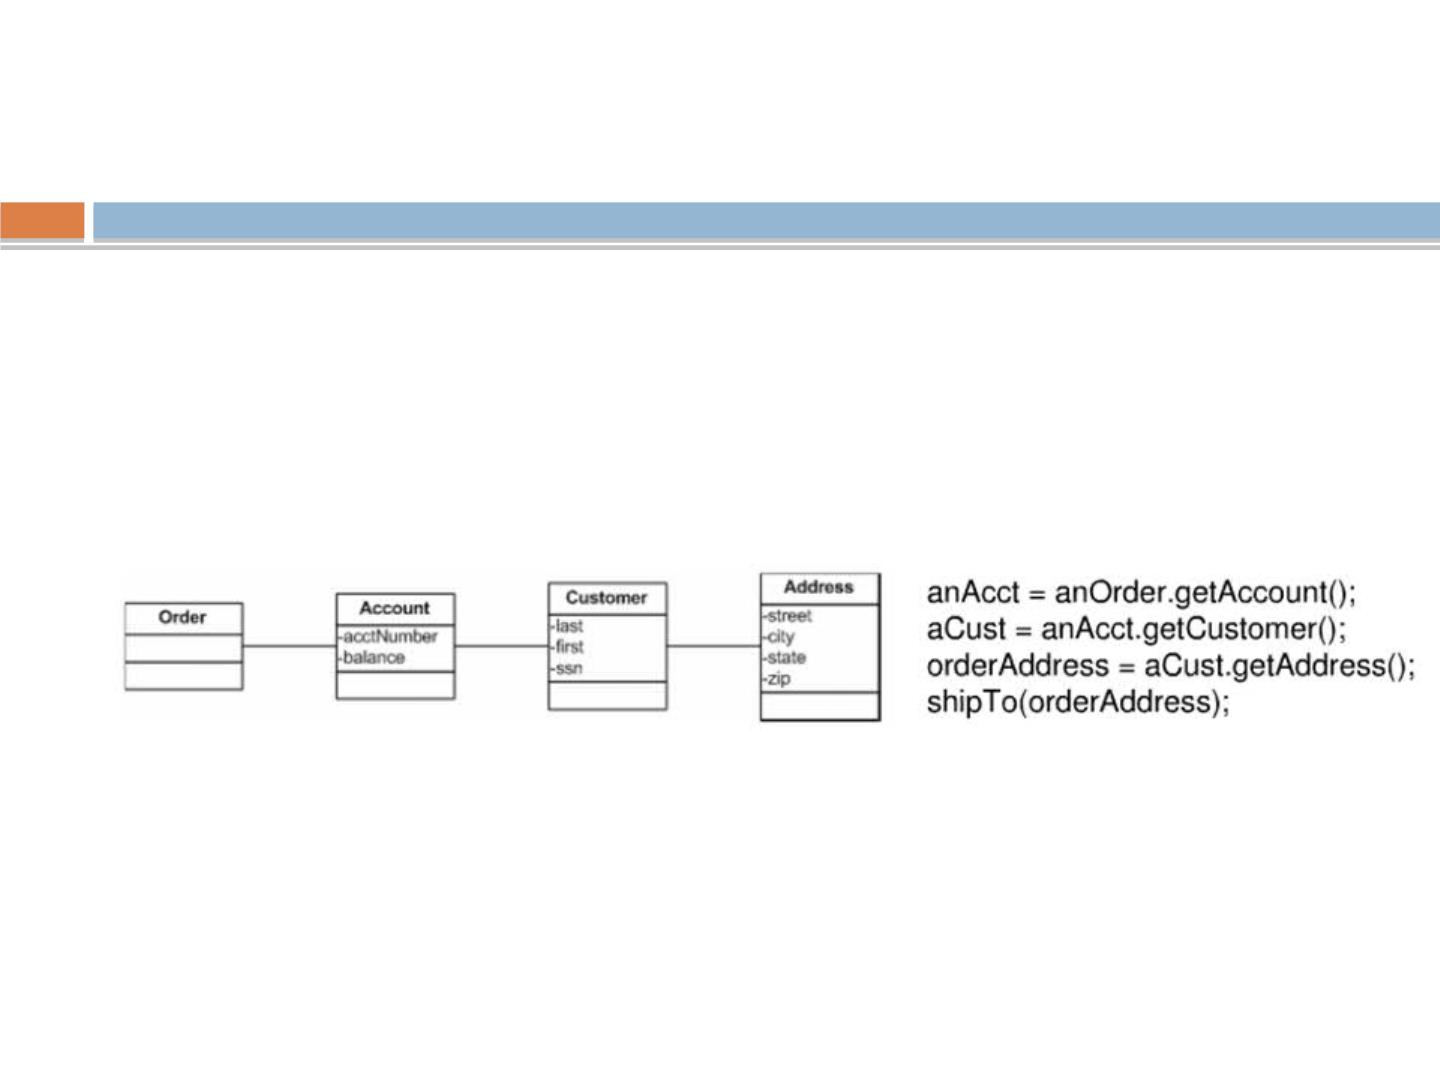 Order
Account
-acctNumber
-balance
Customer
-last
-first
-ssn
Address
-street
-city
-state
-zip
anAcct = anOrder.getAccount();
aCust = anAcct.getCustomer();
orderAddress = aCust.getAddress();
shipTo(orderAddress);